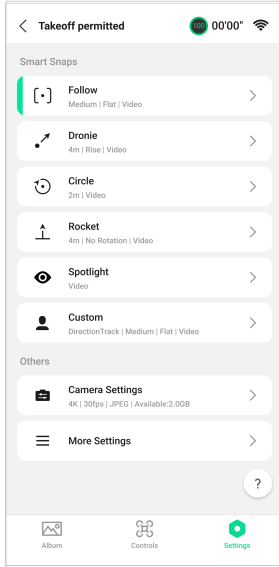 Takeoff permitted
100
00'00"
Smart Snaps
Follow
Medium | Flat | Video
Dronie
4m | Rise | Video
Circle
2m | Video
Rocket
4m | No Rotation | Video
Spotlight
Video
Custom
DirectionTrack | Medium | Flat | Video
Others
Camera Settings
4K | 30fps | JPEG | Available:2.0GB
More Settings
?
Album
Controls
Settings